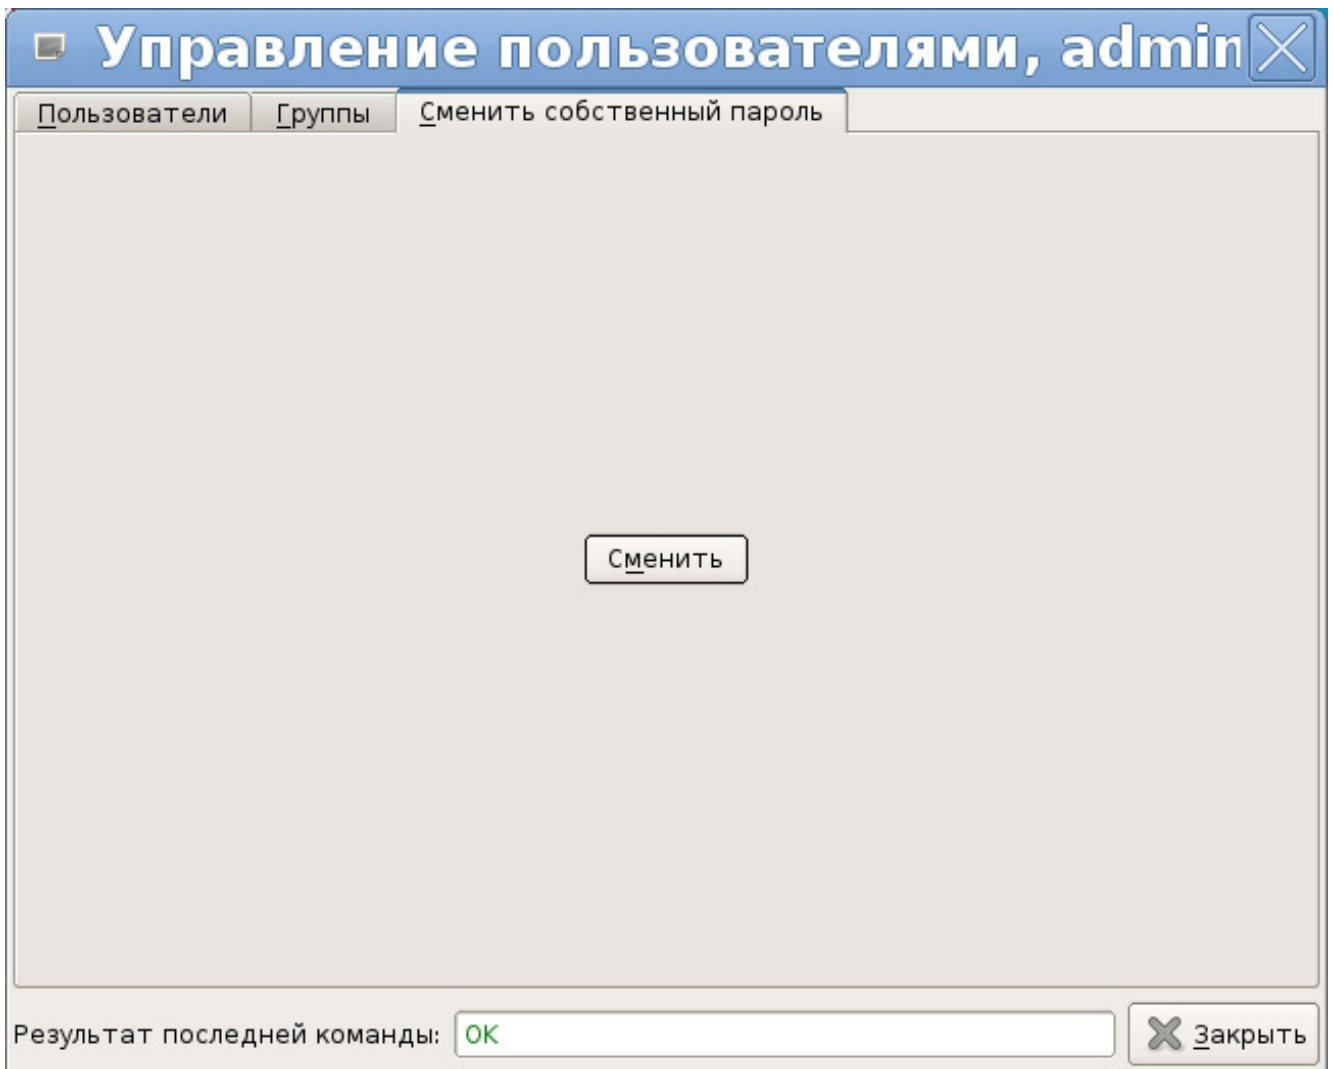 Управление пользователями, admin
Пользователи Группы Сменить собственный пароль
Сменить
Результат последней команды: OK Закрыть